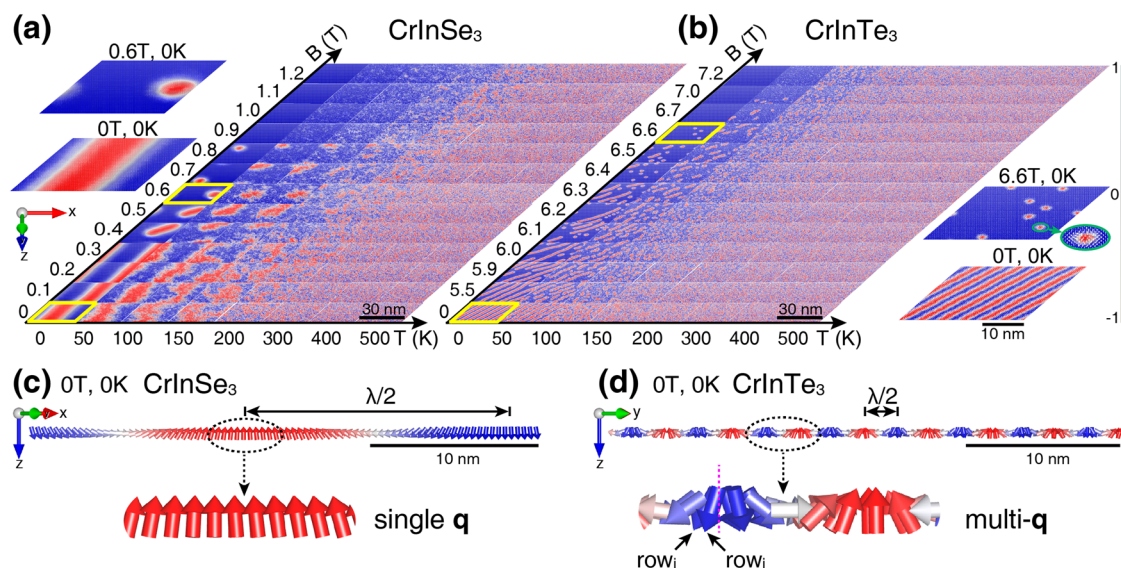 (a)
CrInSe3
0.6T, 0K
0T, 0K
x
z
B (T)
1.2
1.1
1.0
0.9
0.8
0.7
0.6
0.5
0.4
0.3
0.2
0.1
0
0 50 100 150 200 250 300 400 500 T (K)
30 nm
(b)
CrInTe3
B (T)
7.2
7.0
6.7
6.6
6.5
6.4
6.3
6.2
6.1
6.0
5.9
5.5
0
0 50 100 150 200 250 300 400 500 T (K)
30 nm
1
0
-1
6.6T, 0K
0T, 0K
10 nm
(c) 0T, 0K CrInSe3
x
z
λ/2
10 nm
single q
(d) 0T, 0K CrInTe3
y
z
λ/2
10 nm
multi-q
rowi rowj